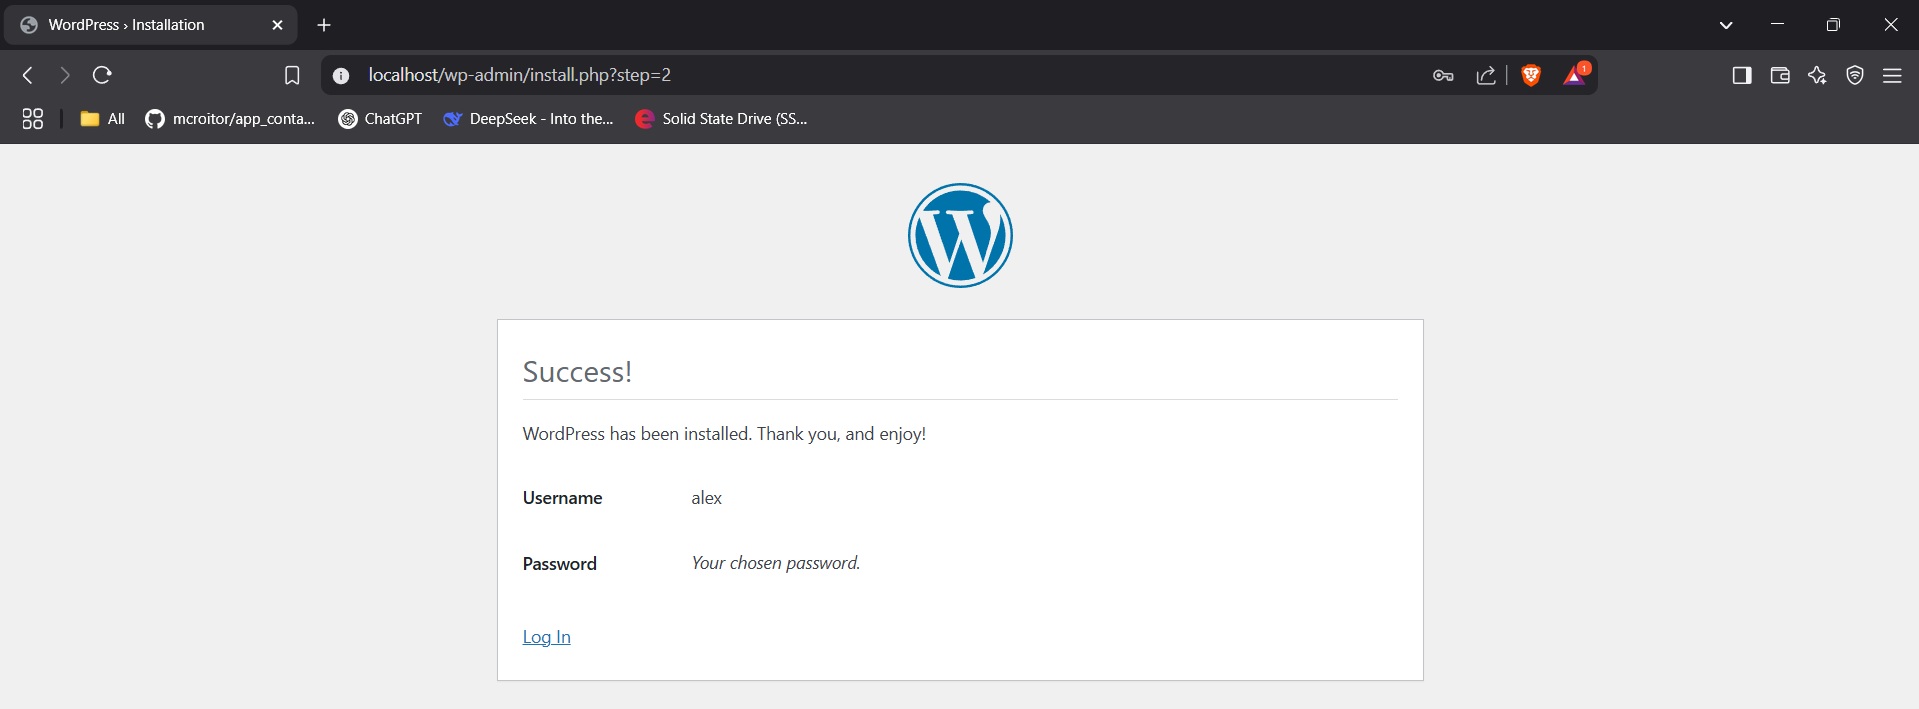 WordPress › Installation
localhost/wp-admin/install.php?step=2
1
All
mcroitor/app_conta...
ChatGPT
DeepSeek - Into the...
Solid State Drive (SS...
Success!
WordPress has been installed. Thank you, and enjoy!
Username alex
Password Your chosen password.
Log In